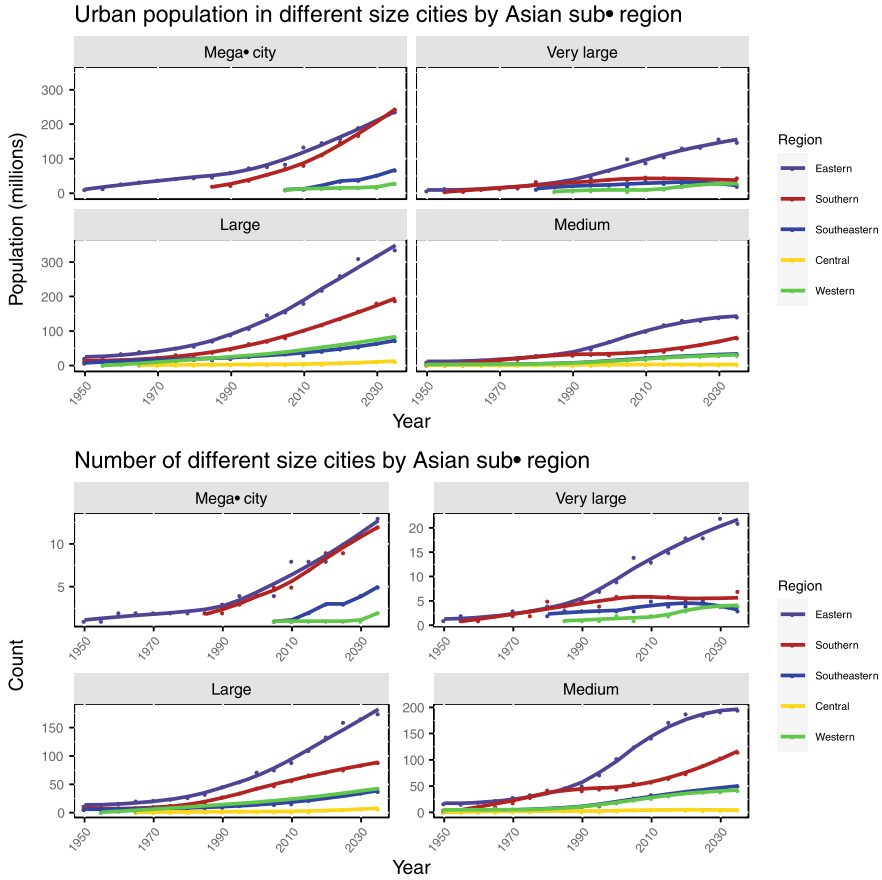 Urban population in different size cities by Asian sub• region
Mega• city
Very large
300
200
100
0
Large
Medium
300
200
100
0
Population (millions)
1950
1970
1990
2010
2030
1950
1970
1990
2010
2030
Year
Region
Eastern
Southern
Southeastern
Central
Western
Number of different size cities by Asian sub• region
Mega• city
Very large
10
5
20
15
10
5
0
1950
1970
1990
2010
2030
1950
1970
1990
2010
2030
Count
Large
Medium
150
100
50
0
200
150
100
50
0
1950
1970
1990
2010
2030
1950
1970
1990
2010
2030
Year
Region
Eastern
Southern
Southeastern
Central
Western